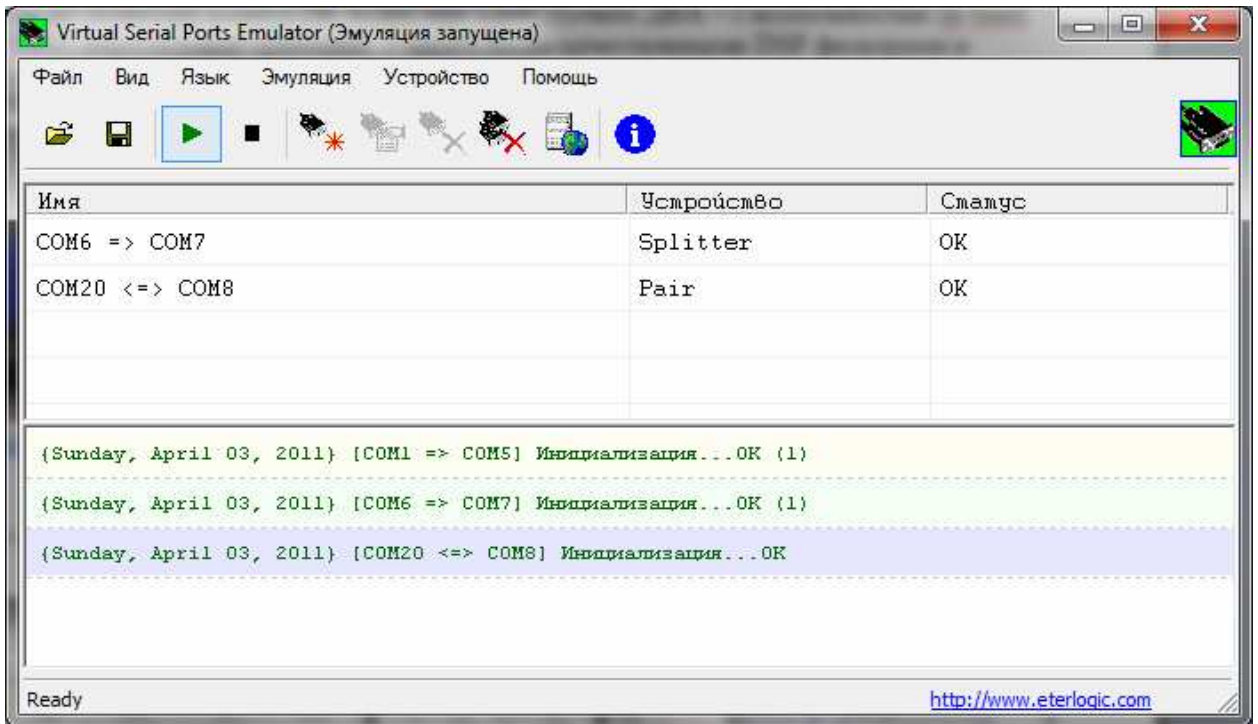 Virtual Serial Ports Emulator (Эмуляция запущена)
Файл Вид Язык Эмуляция Устройство Помощь
Имя Устройство Статус
COM6 => COM7 Splitter OK
COM20 <=> COM8 Pair OK
{Sunday, April 03, 2011} [COM1 => COM5] Инициализация...OK (1)
{Sunday, April 03, 2011} [COM6 => COM7] Инициализация...OK (1)
{Sunday, April 03, 2011} [COM20 <=> COM8] Инициализация...OK
Ready http://www.eterlogic.com